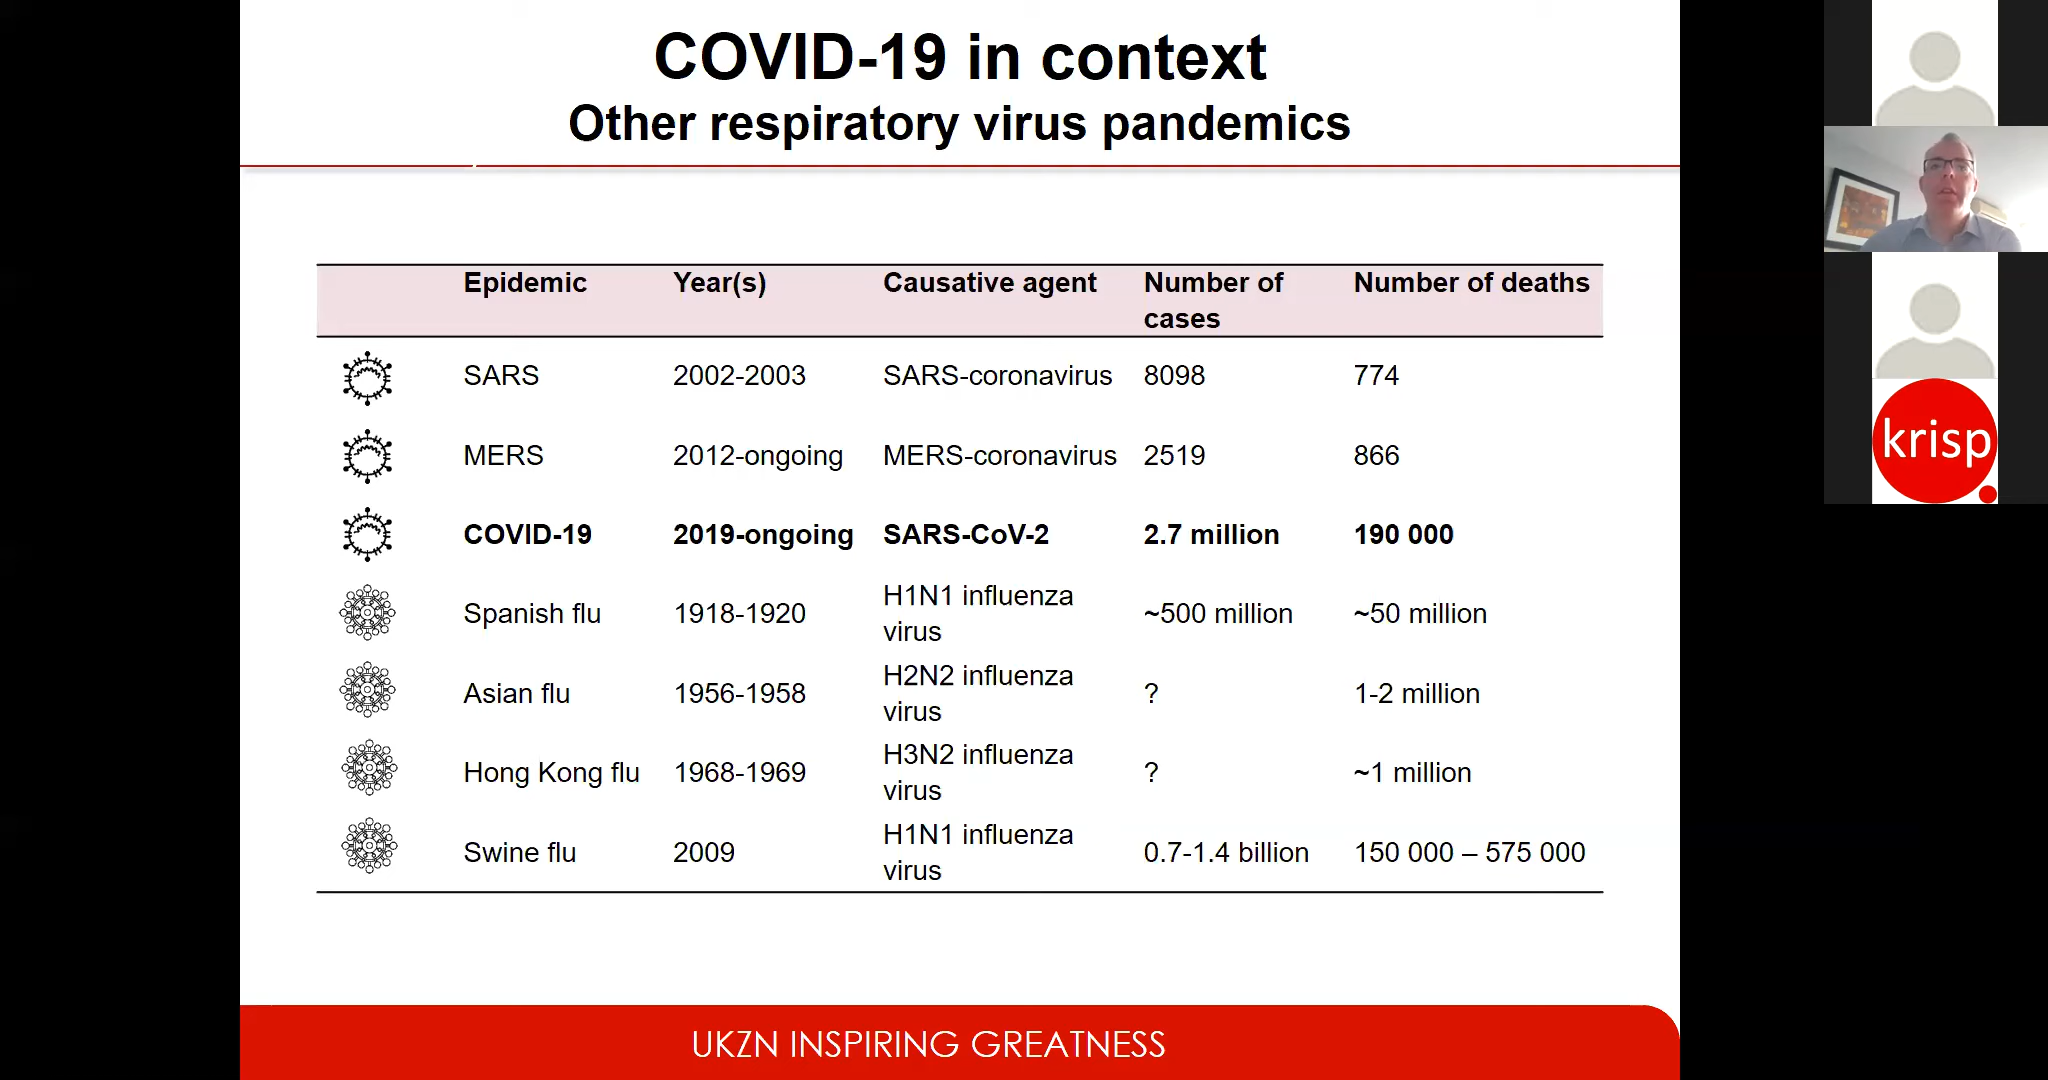 COVID-19 in context
Other respiratory virus pandemics
Epidemic Year(s) Causative agent Number of cases Number of deaths
SARS 2002-2003 SARS-coronavirus 8098 774
MERS 2012-ongoing MERS-coronavirus 2519 866
COVID-19 2019-ongoing SARS-CoV-2 2.7 million 190 000
Spanish flu 1918-1920 H1N1 influenza virus ~500 million ~50 million
Asian flu 1956-1958 H2N2 influenza virus ? 1-2 million
Hong Kong flu 1968-1969 H3N2 influenza virus ? ~1 million
Swine flu 2009 H1N1 influenza virus 0.7-1.4 billion 150 000 – 575 000
UKZN INSPIRING GREATNESS
krisp